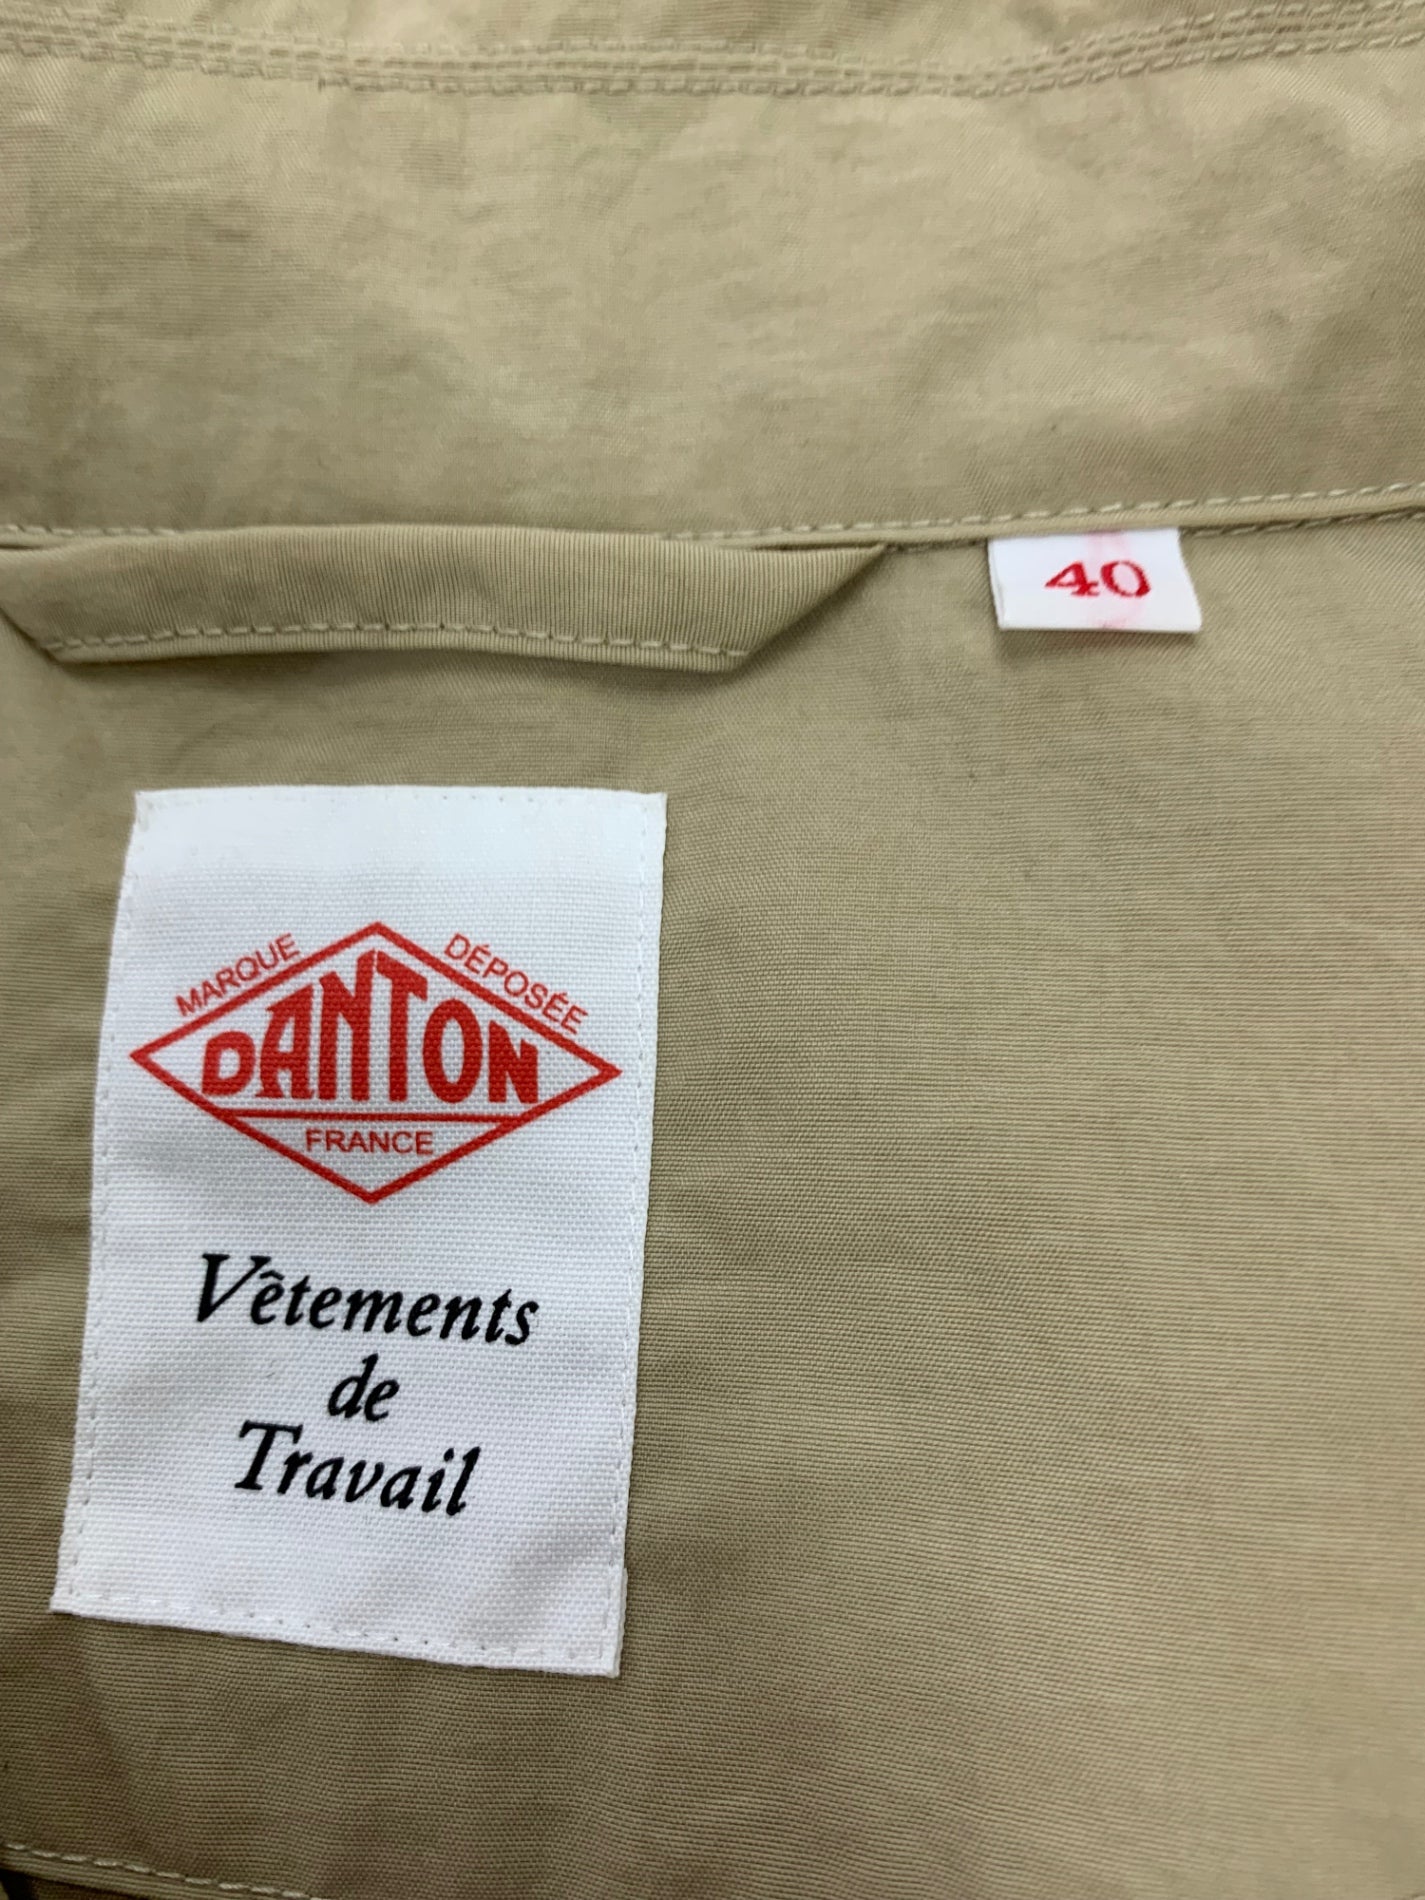 40
MARQUE DÉPOSÉE
DANTON
FRANCE
Vêtements
de
Travail